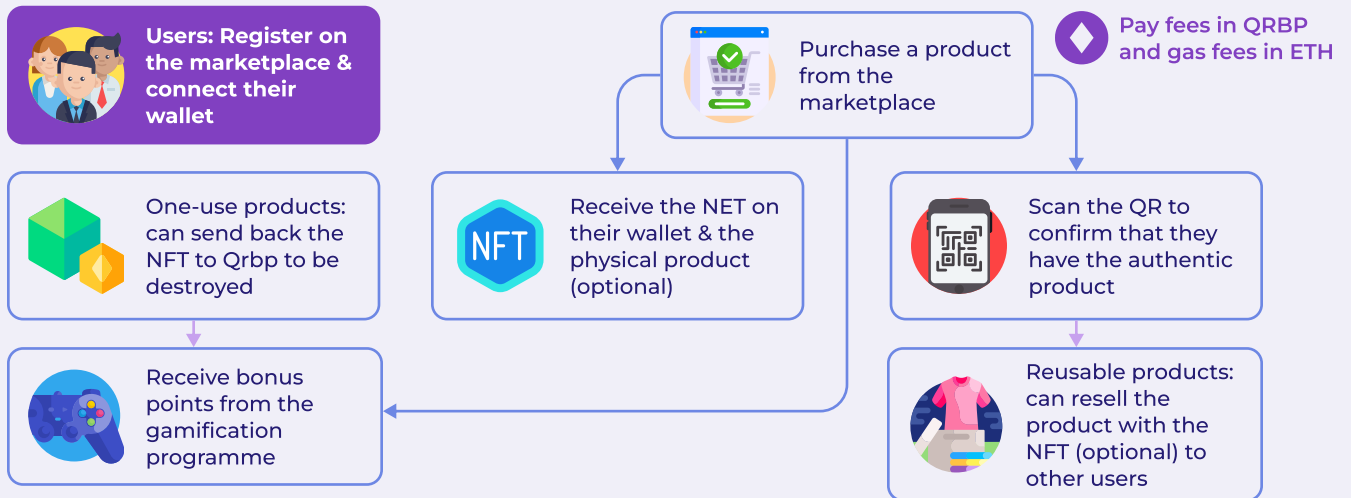 Users: Register on
the marketplace &
connect their
wallet
Purchase a product
from the
marketplace
Pay fees in QRBP
and gas fees in ETH
One-use products:
can send back the
NFT to Qrbp to be
destroyed
NFT
Receive the NET on
their wallet & the
physical product
(optional)
Scan the QR to
confirm that they
have the authentic
product
Receive bonus
points from the
gamification
programme
Reusable products:
can resell the
product with the
NFT (optional) to
other users